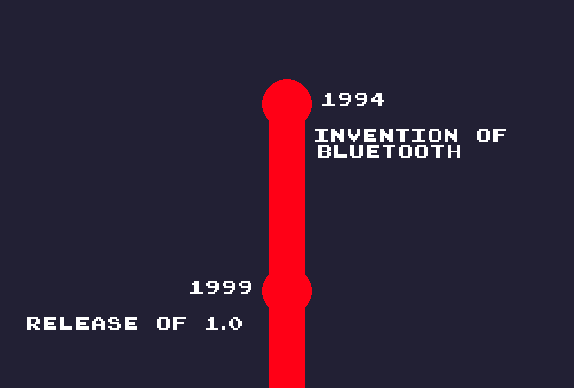 1994
INVENTION OF
BLUETOOTH
1999
RELEASE OF 1.0